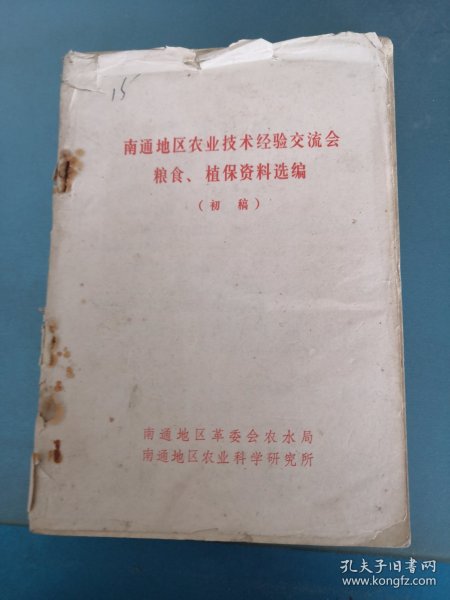 15
南通地区农业技术经验交流会
粮食、植保资料选编
（初稿）
南通地区革委会农水局
南通地区农业科学研究所
孔夫子旧书网
www.kongfz.com